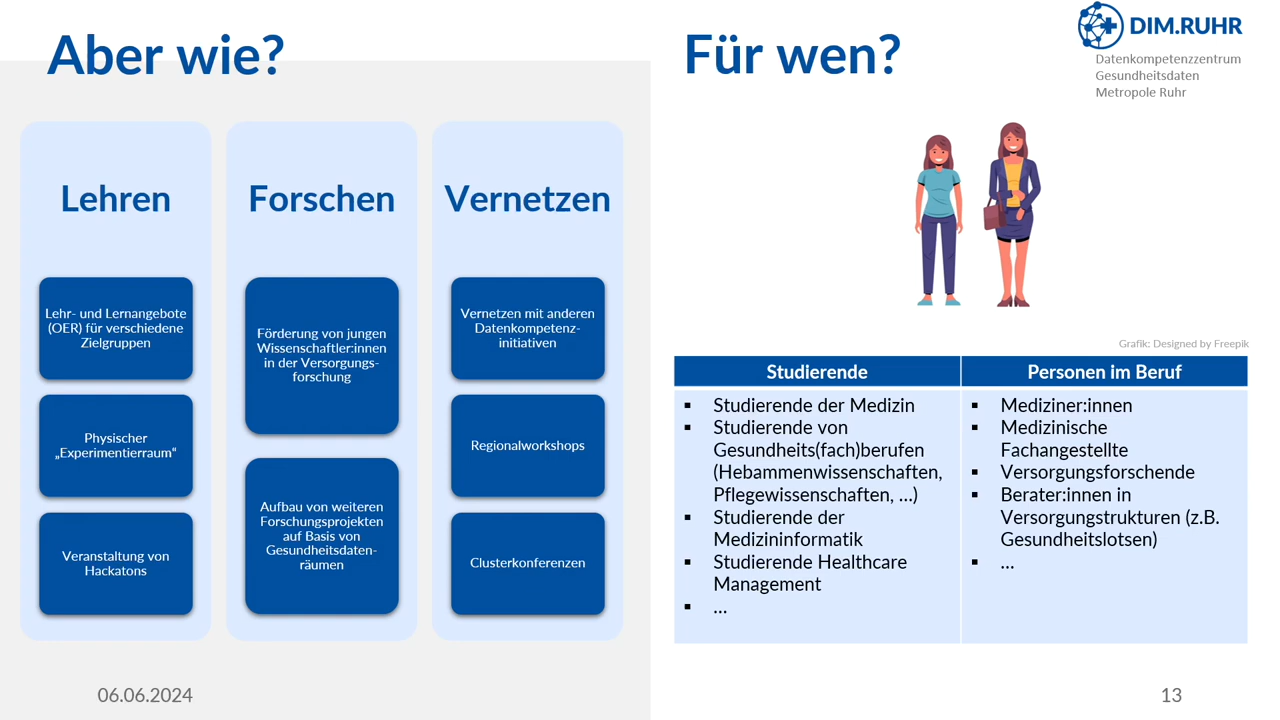 Aber wie?
Lehren
Lehr- und Lernangebote
(OER) für verschiedene
Zielgruppen
Physischer
„Experimentierraum“
Veranstaltung von
Hackatons
Forschen
Förderung von jungen
Wissenschaftler:innen
in der Versorgungs-
forschung
Aufbau von weiteren
Forschungsprojekten
auf Basis von
Gesundheitsdaten-
räumen
Vernetzen
Vernetzen mit anderen
Datenkompetenz-
initiativen
Regionalworkshops
Clusterkonferenzen
06.06.2024
Für wen?
DIM.RUHR
Datenkompetenzzentrum
Gesundheitsdaten
Metropole Ruhr
Grafik: Designed by Freepik
Studierende
▪ Studierende der Medizin
▪ Studierende von
Gesundheits(fach)berufen
(Hebammenwissenschaften,
Pflegewissenschaften, …)
▪ Studierende der
Medizininformatik
▪ Studierende Healthcare
Management
▪ …
Personen im Beruf
▪ Mediziner:innen
▪ Medizinische
Fachangestellte
▪ Versorgungsforschende
▪ Berater:innen in
Versorgungstrukturen (z.B.
Gesundheitslotsen)
▪ …
13